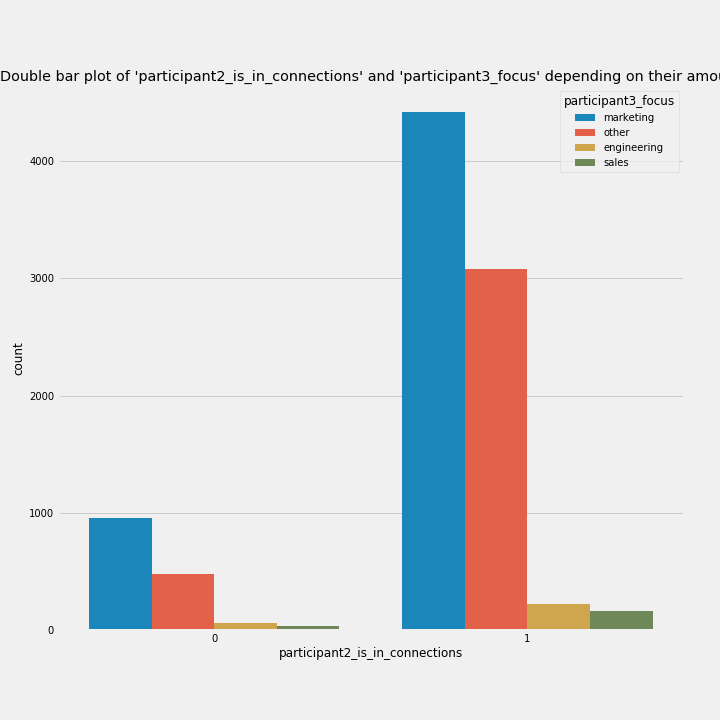 Double bar plot of 'participant2_is_in_connections' and 'participant3_focus' depending on their
participant3_focus
marketing
other
engineering
sales
4000
3000
2000
1000
0
count
0
1
participant2_is_in_connections